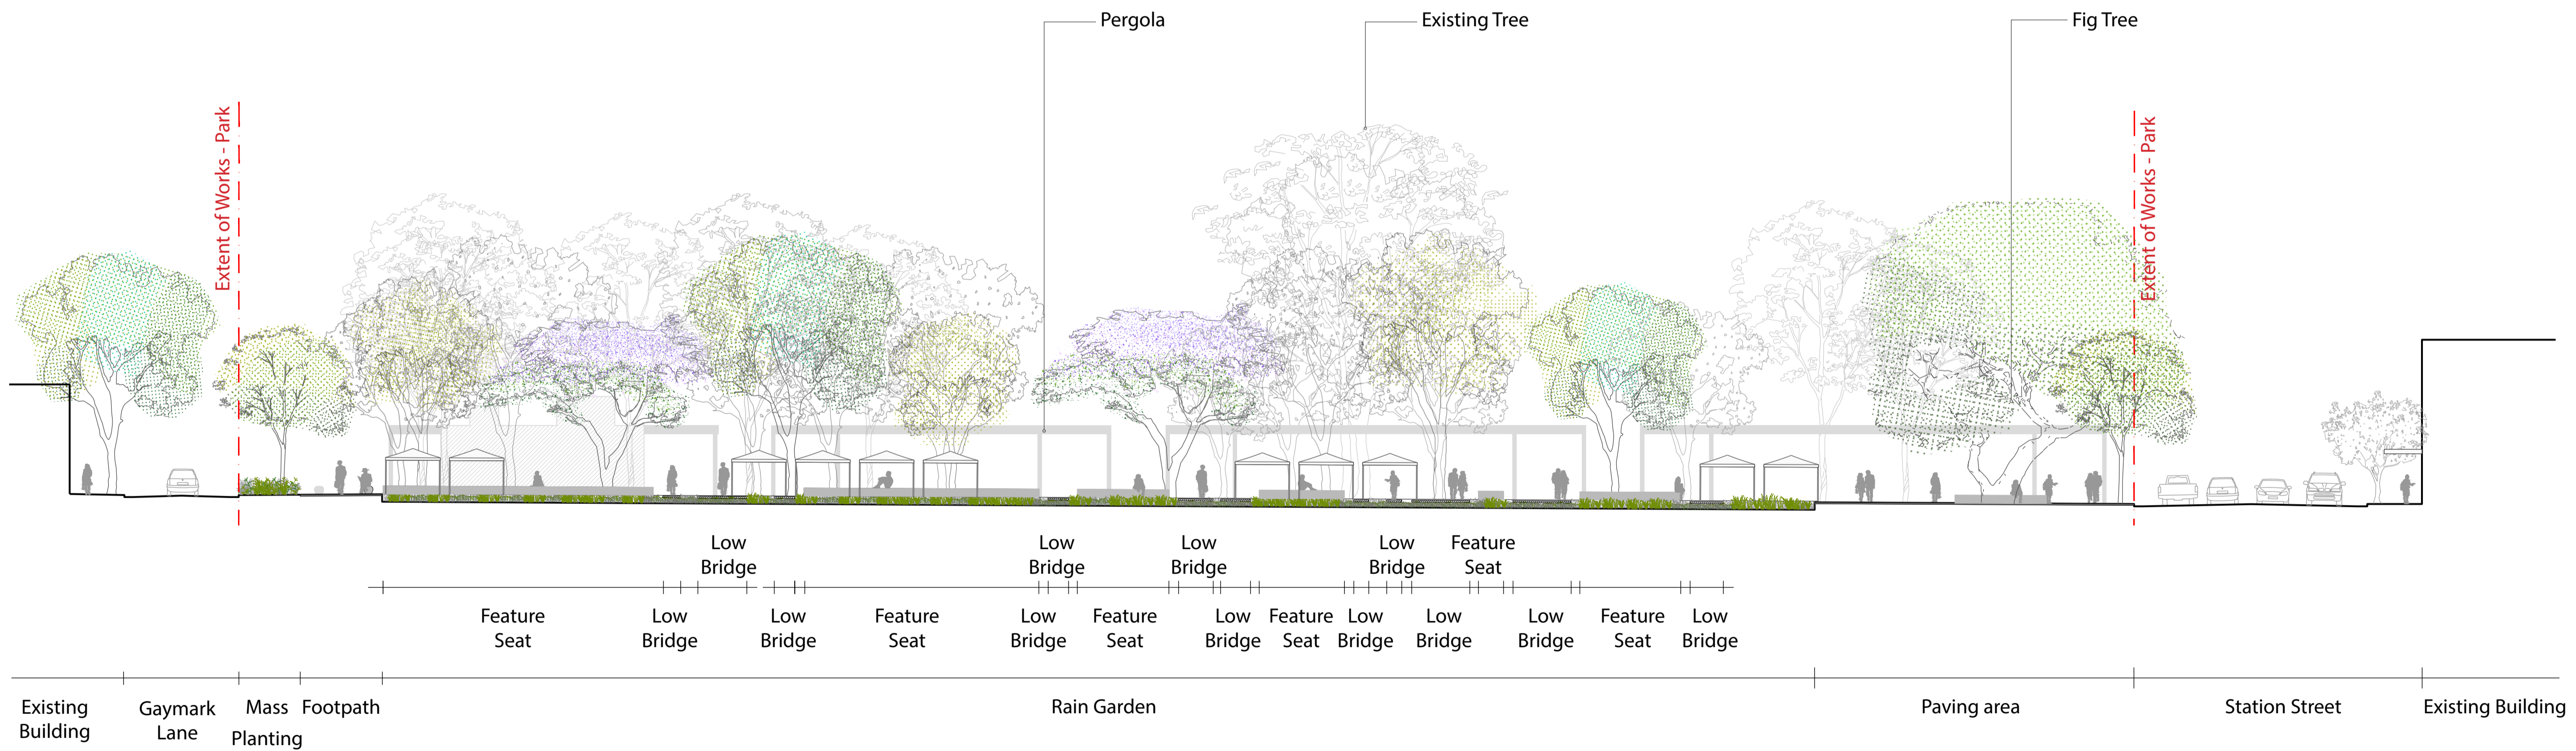 Pergola
Existing Tree
Fig Tree
Extent of Works - Park
Extent of Works - Park
Low
Bridge
Low
Bridge
Low
Bridge
Low
Bridge
Feature
Seat
Feature
Seat
Low
Bridge
Low
Bridge
Feature
Seat
Low
Bridge
Feature
Seat
Low
Bridge
Feature
Seat
Low
Bridge
Low
Bridge
Low
Bridge
Feature
Seat
Low
Bridge
Existing
Building
Gaymark
Lane
Mass
Planting
Footpath
Rain Garden
Paving area
Station Street
Existing Building